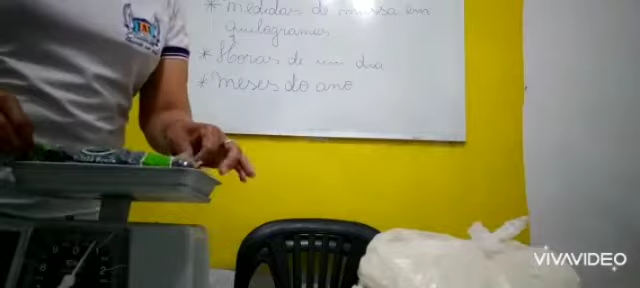 * medidas de massa em
quilogramas
* Horas de um dia
* meses do ano
VIVAVIDEO